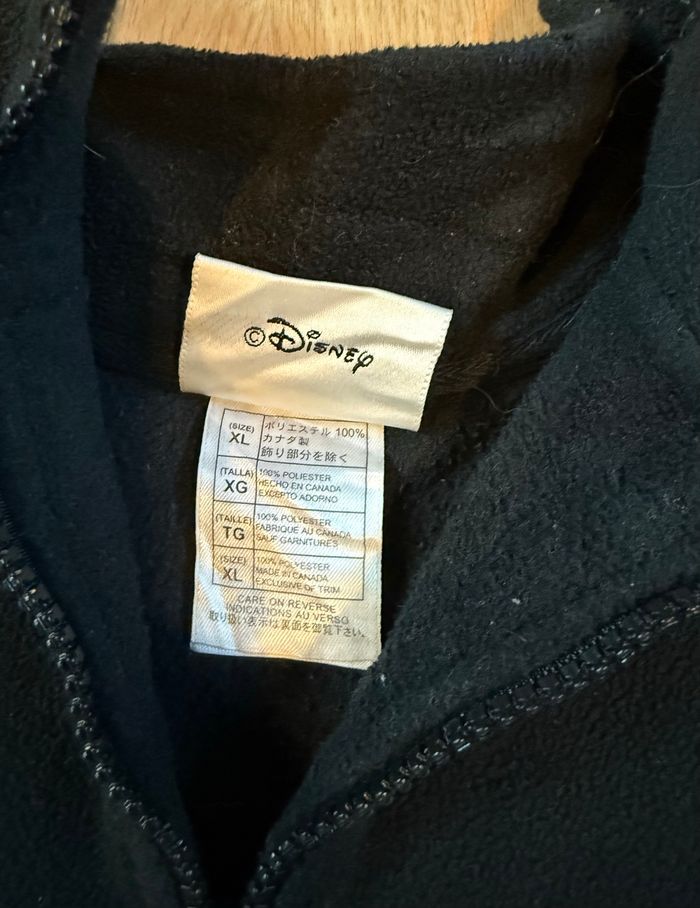 © Disney
(SIZE) XL
ポリエステル 100%
カナダ製
飾り部分を除く
(TALLA) XG
100% POLIESTER
HECHO EN CANADA
EXCEPTO ADORNO
(TAILLE) TG
100% POLYESTER
FABRIQUÉ AU CANADA
SAUF GARNITURES
(SIZE) XL
100% POLYESTER
MADE IN CANADA
EXCLUSIVE OF TRIM
CARE ON REVERSE
INDICATIONS AU VERSO
取り扱い表示は裏面を御覧下さい。